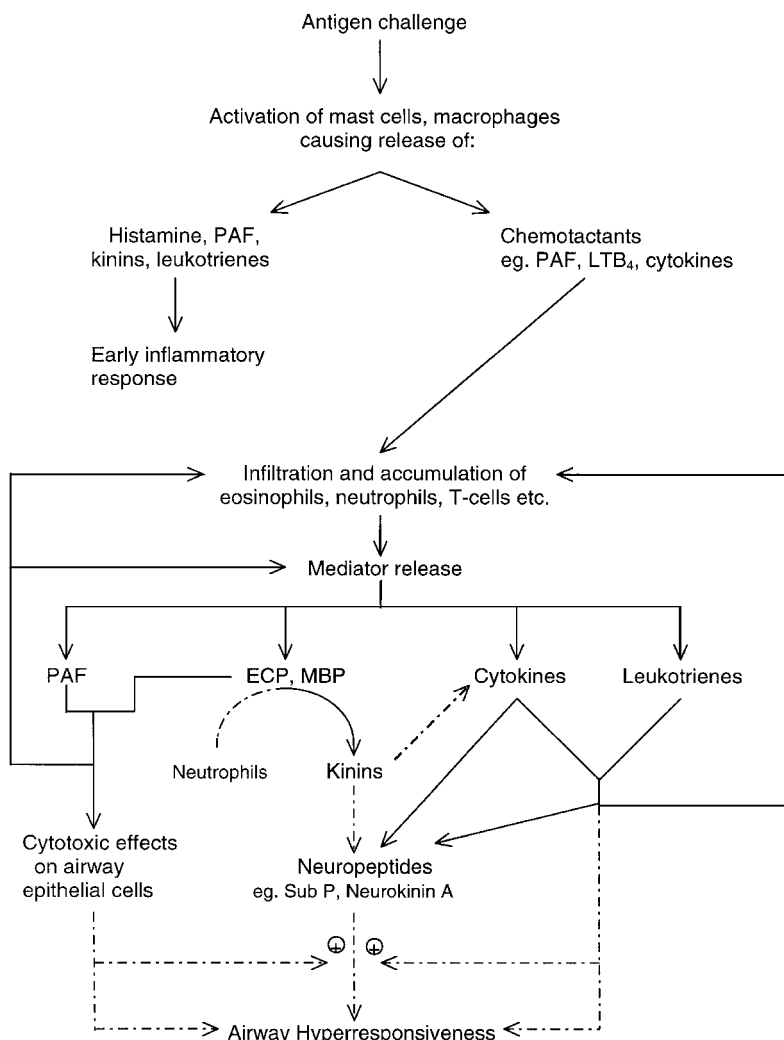 Antigen challenge
Activation of mast cells, macrophages
causing release of:
Histamine, PAF,
kinins, leukotrienes
Chemotactants
eg. PAF, LTB₄, cytokines
Early inflammatory
response
Infiltration and accumulation of
eosinophils, neutrophils, T-cells etc.
Mediator release
PAF
ECP, MBP
Cytokines
Leukotrienes
Neutrophils
Kinins
Cytotoxic effects
on airway
epithelial cells
Neuropeptides
eg. Sub P, Neurokinin A
+ +
Airway Hyperresponsiveness